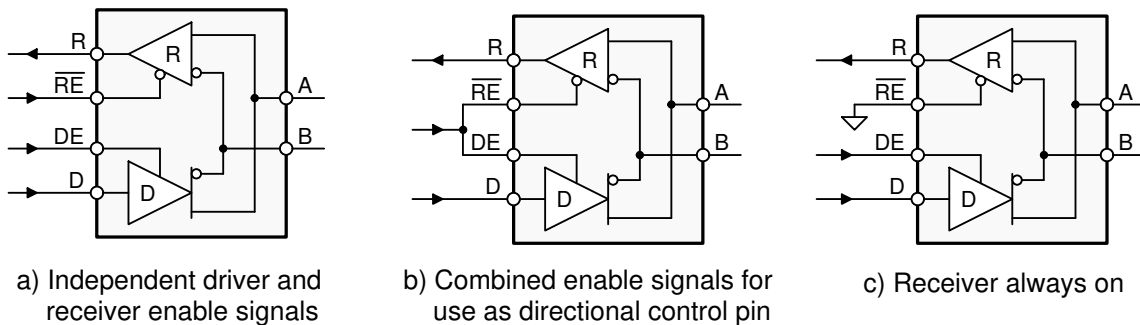 R
R
RE
A
DE
B
D
D
a) Independent driver and
receiver enable signals
R
R
RE
A
DE
B
D
D
b) Combined enable signals for
use as directional control pin
R
R
RE
A
DE
B
D
D
c) Receiver always on